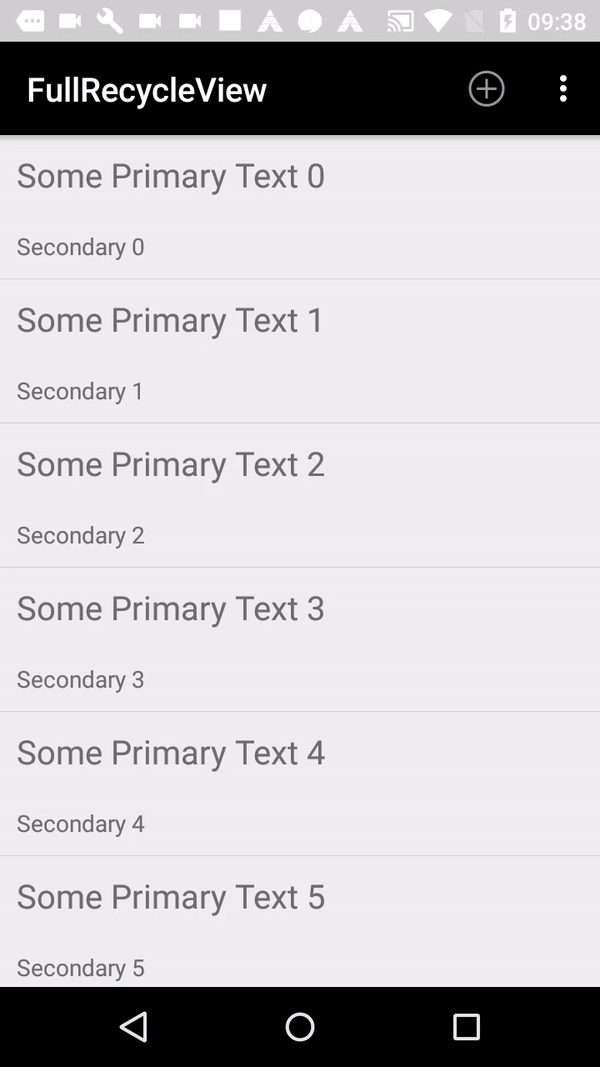 09:38
FullRecycleView
Some Primary Text 0
Secondary 0
Some Primary Text 1
Secondary 1
Some Primary Text 2
Secondary 2
Some Primary Text 3
Secondary 3
Some Primary Text 4
Secondary 4
Some Primary Text 5
Secondary 5